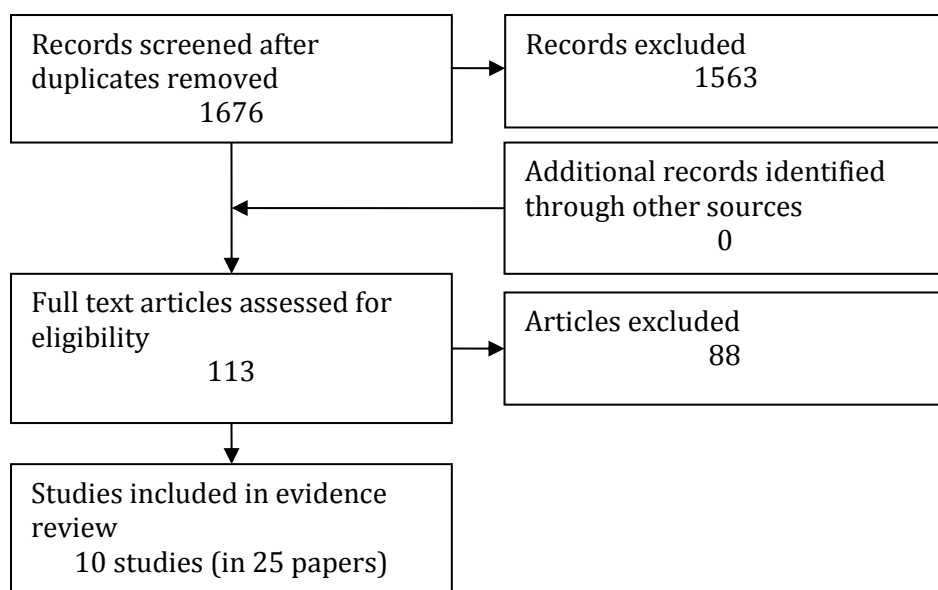 Records screened after
duplicates removed
1676
Records excluded
1563
Additional records identified
through other sources
0
Full text articles assessed for
eligibility
113
Articles excluded
88
Studies included in evidence
review
10 studies (in 25 papers)